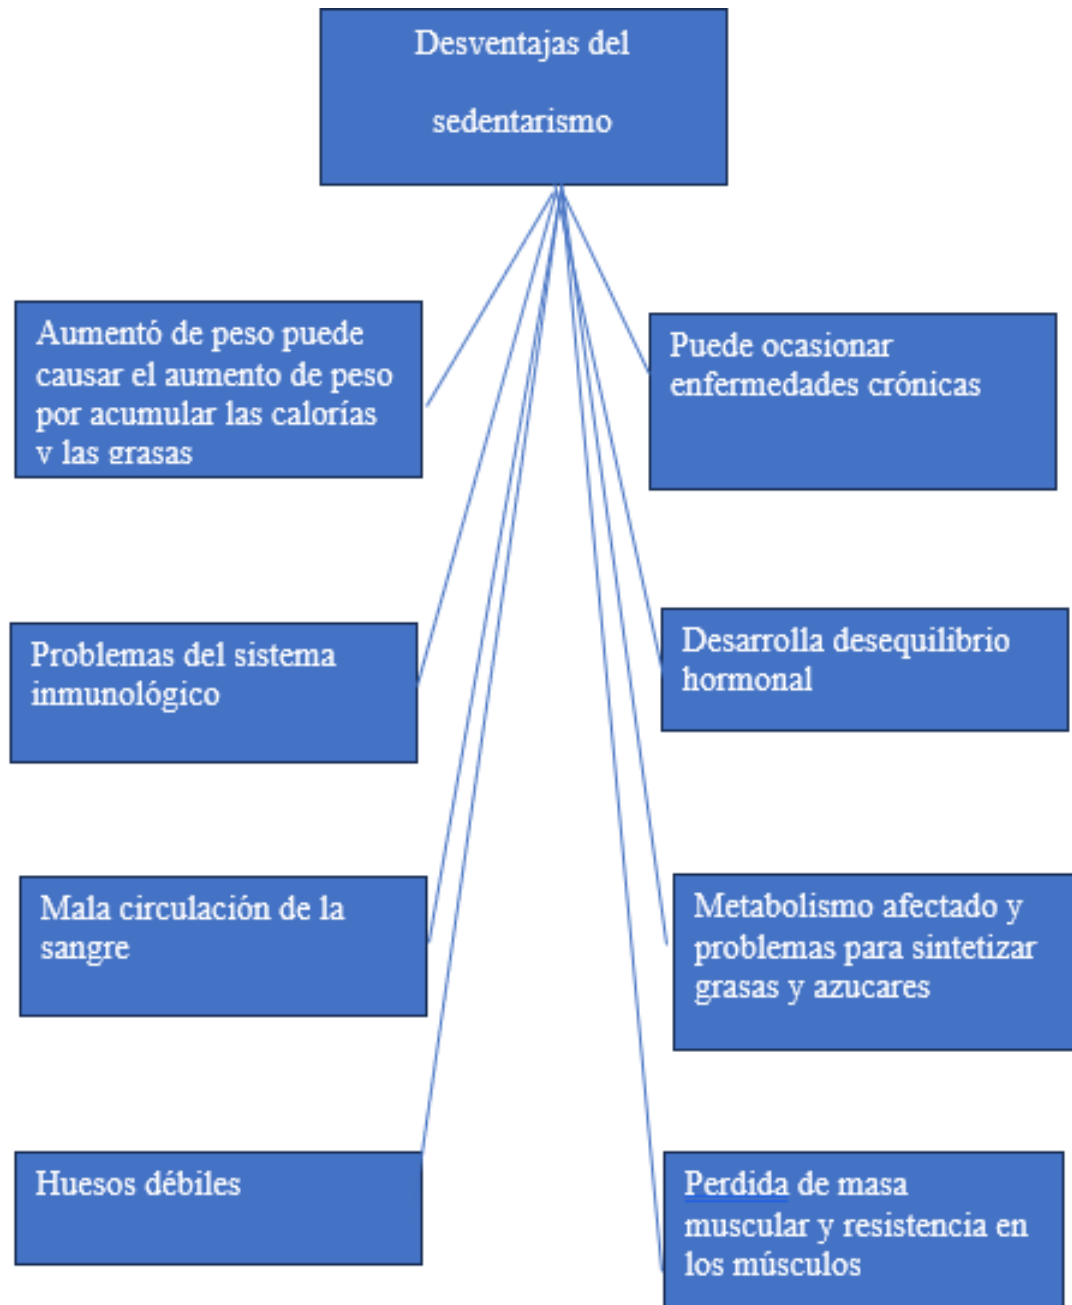 Desventajas del
sedentarismo
Aumentó de peso puede
causar el aumento de peso
por acumular las calorías
y las grasas
Puede ocasionar
enfermedades crónicas
Problemas del sistema
inmunológico
Desarrolla desequilibrio
hormonal
Mala circulación de la
sangre
Metabolismo afectado y
problemas para sintetizar
grasas y azucares
Huesos débiles
Perdida de masa
muscular y resistencia en
los músculos